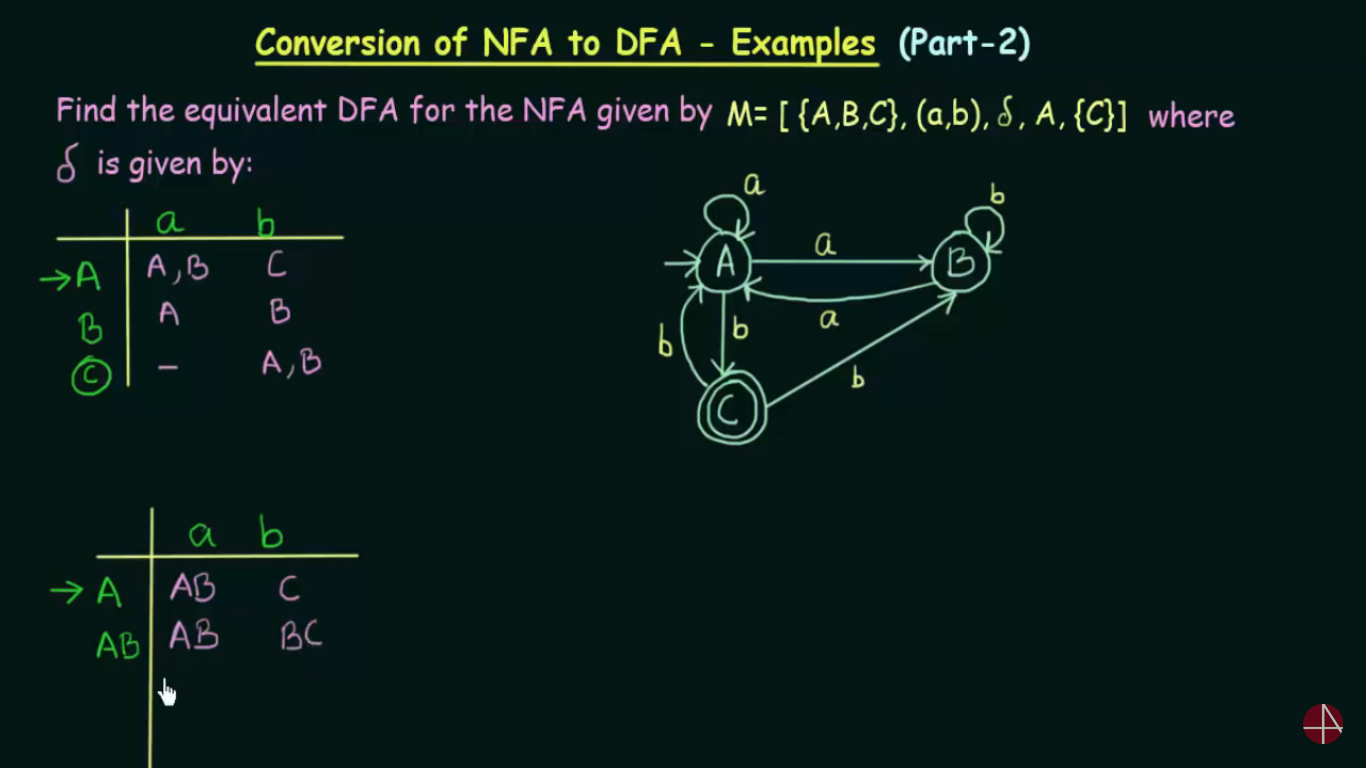 Conversion of NFA to DFA - Examples (Part-2)
Find the equivalent DFA for the NFA given by M= [ {A,B,C}, (a,b), δ, A, {C}] where
δ is given by:
a b
→A A,B C
B A B
C - A,B
a
b
A
a
B
a
b
b
b
C
a b
→ A AB C
AB AB BC